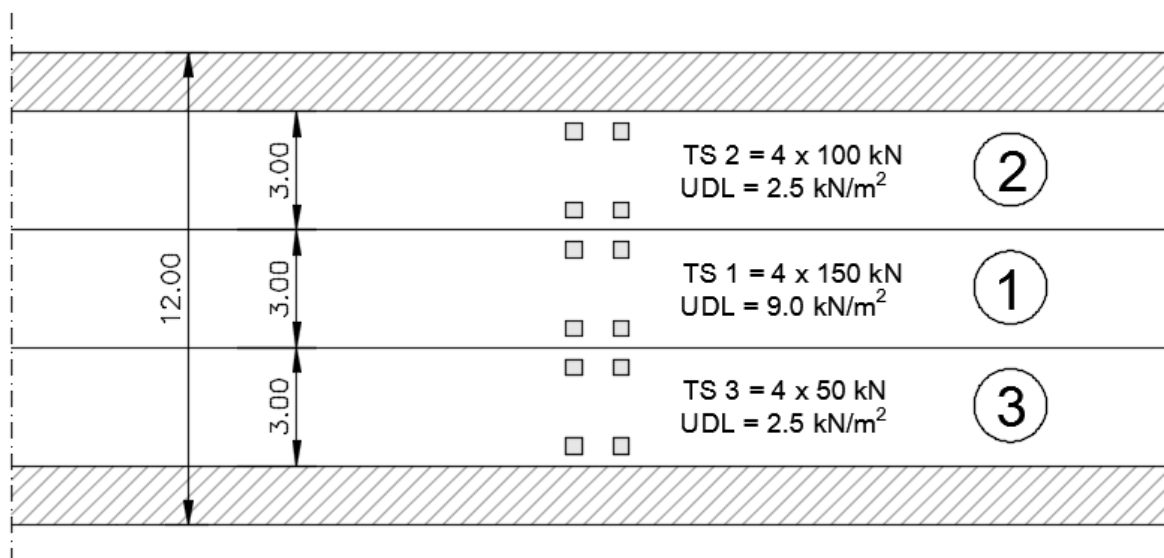 12.00
3.00
TS 2 = 4 x 100 kN
UDL = 2.5 kN/m²
2
3.00
TS 1 = 4 x 150 kN
UDL = 9.0 kN/m²
1
3.00
TS 3 = 4 x 50 kN
UDL = 2.5 kN/m²
3